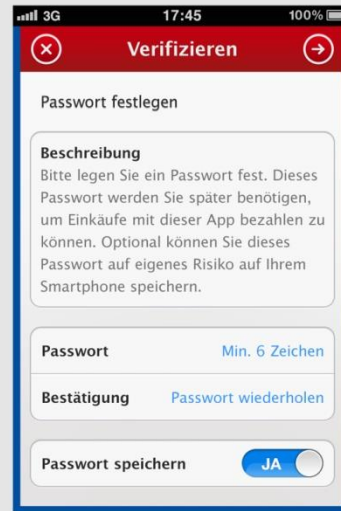 3G 17:45 100%
Verifizieren
Passwort festlegen
Beschreibung
Bitte legen Sie ein Passwort fest. Dieses
Passwort werden Sie später benötigen,
um Einkäufe mit dieser App bezahlen zu
können. Optional können Sie dieses
Passwort auf eigenes Risiko auf Ihrem
Smartphone speichern.
Passwort Min. 6 Zeichen
Bestätigung Passwort wiederholen
Passwort speichern JA